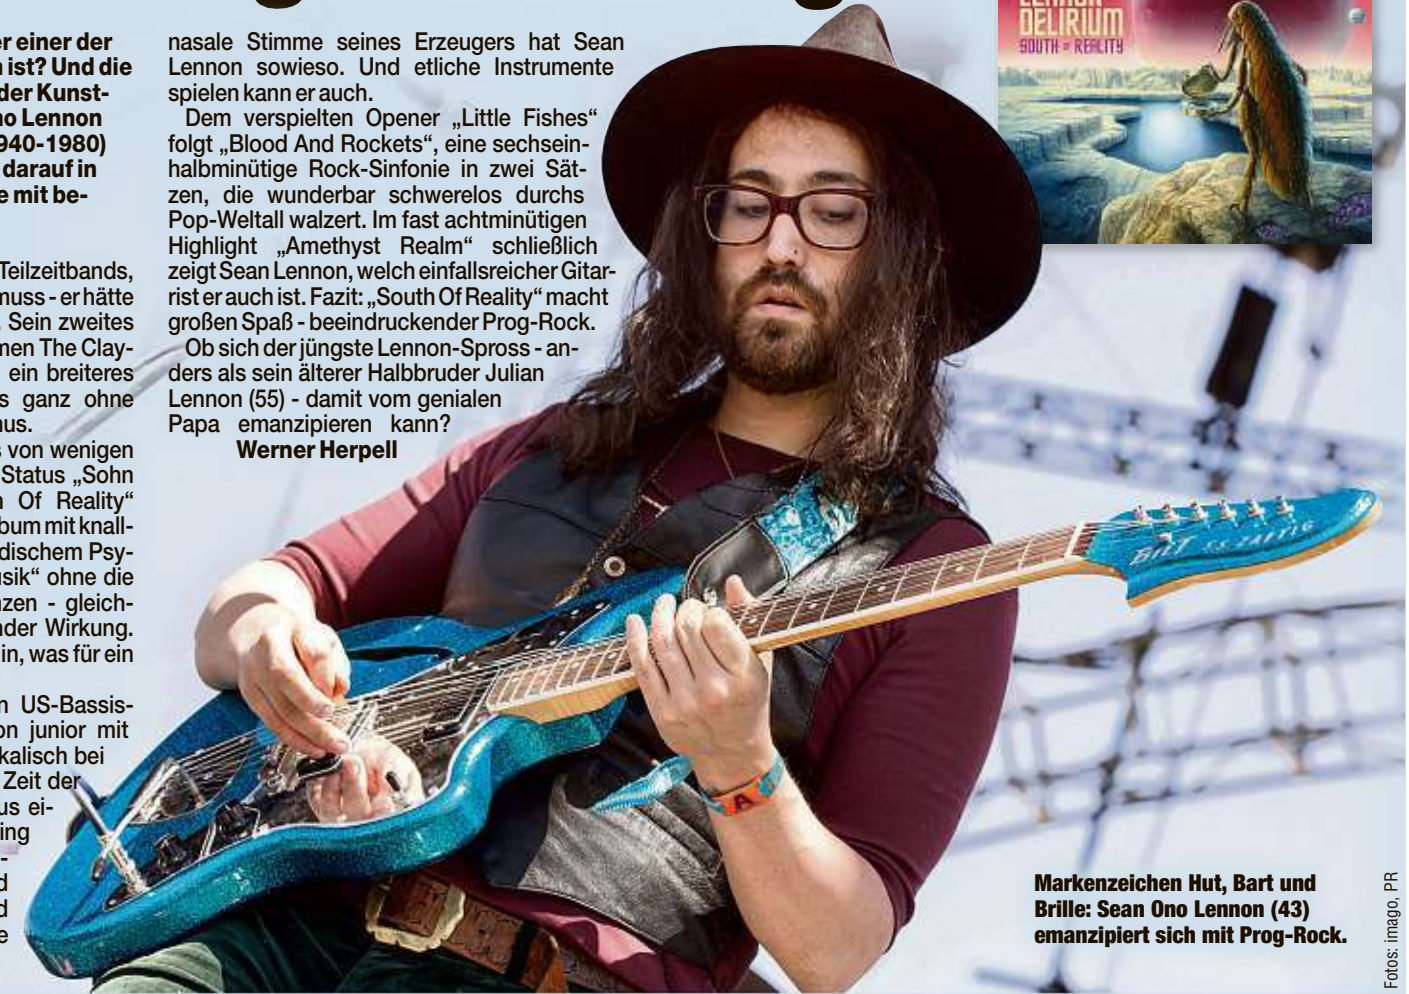 er einer der
ist? Und die
der Kunst-
no Lennon
940-1980)
darauf in
e mit be-
Teilzeitbands,
muss - er hätte
. Sein zweites
men The Clay-
ein breiteres
s ganz ohne
nus.
s von wenigen
Status „Sohn
n Of Reality“
bum mit knall-
dischem Psy-
usik“ ohne die
nzen - gleich-
nder Wirkung.
in, was für ein
n US-Bassis-
on junior mit
kalisch bei
Zeit der
us ei-
ing
-
d
d
e
nasale Stimme seines Erzeugers hat Sean
Lennon sowieso. Und etliche Instrumente
spielen kann er auch.
Dem verspielten Opener „Little Fishes“
folgt „Blood And Rockets“, eine sechsein-
halbminütige Rock-Sinfonie in zwei Sät-
zen, die wunderbar schwerelos durchs
Pop-Weltall walzert. Im fast achtminütigen
Highlight „Amethyst Realm“ schließlich
zeigt Sean Lennon, welch einfallsreicher Gitar-
rist er auch ist. Fazit: „South Of Reality“ macht
großen Spaß - beeindruckender Prog-Rock.
Ob sich der jüngste Lennon-Spross - an-
ders als sein älterer Halbbruder Julian
Lennon (55) - damit vom genialen
Papa emanzipieren kann?
Werner Herpell
LENNON
DELIRIUM
SOUTH OF REALITY
A
Markenzeichen Hut, Bart und
Brille: Sean Ono Lennon (43)
emanzipiert sich mit Prog-Rock.
Fotos: imago, PR